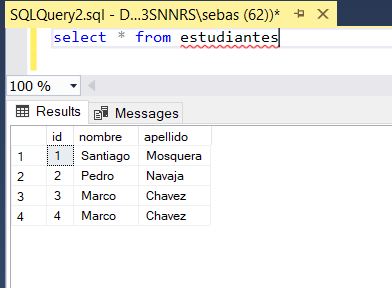 SQLQuery2.sql - D...3SNNRS\sebas (62))*
select * from estudiantes
100 %
Results Messages
id nombre apellido
1 1 Santiago Mosquera
2 2 Pedro Navaja
3 3 Marco Chavez
4 4 Marco Chavez